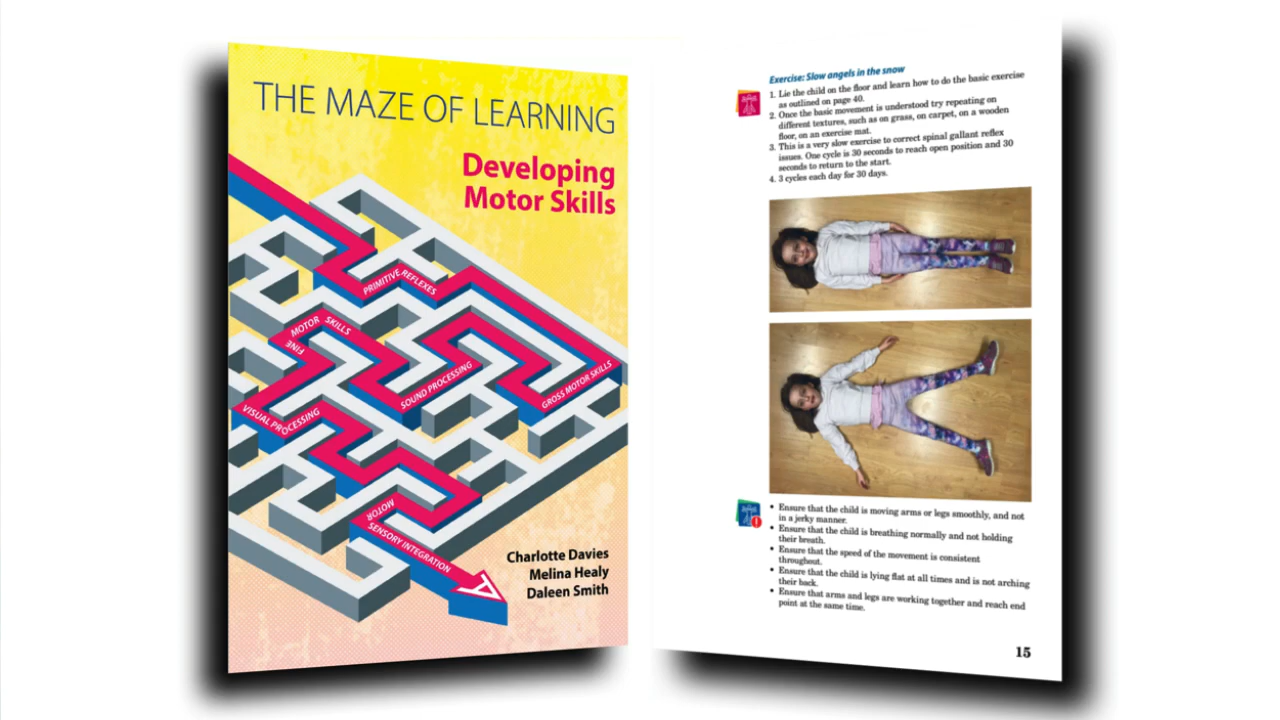 THE MAZE OF LEARNING
Developing
Motor Skills
PRIMITIVE REFLEXES
MOTOR SKILLS
FINE
SOUND PROCESSING
GROSS MOTOR SKILLS
VISUAL PROCESSING
MOTOR
SENSORY INTEGRATION
A
Charlotte Davies
Melina Healy
Daleen Smith
Exercise: Slow angels in the snow
1. Lie the child on the floor and learn how to do the basic exercise
as outlined on page 40.
2. Once the basic movement is understood try repeating on
different textures, such as on grass, on carpet, on a wooden
floor, on an exercise mat.
3. This is a very slow exercise to correct spinal gallant reflex
issues. One cycle is 30 seconds to reach open position and 30
seconds to return to the start.
4. 3 cycles each day for 30 days.
• Ensure that the child is moving arms or legs smoothly, and not
in a jerky manner.
• Ensure that the child is breathing normally and not holding
their breath.
• Ensure that the speed of the movement is consistent
throughout.
• Ensure that the child is lying flat at all times and is not arching
their back.
• Ensure that arms and legs are working together and reach end
point at the same time.
15